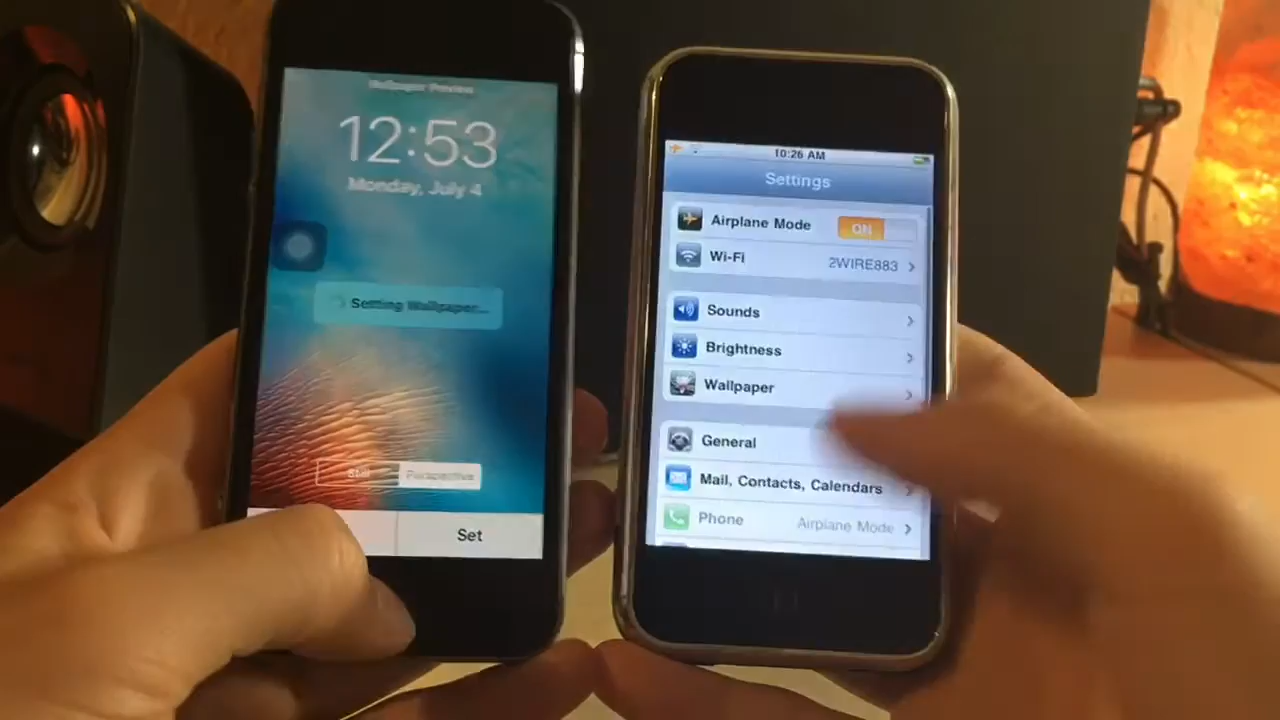 Wallpaper Preview
12:53
Monday, July 4
Setting Wallpaper...
Still
Perspective
Set
10:26 AM
Settings
Airplane Mode
ON
Wi-Fi
2WIRE883
Sounds
Brightness
Wallpaper
General
Mail, Contacts, Calendars
Phone
Airplane Mode